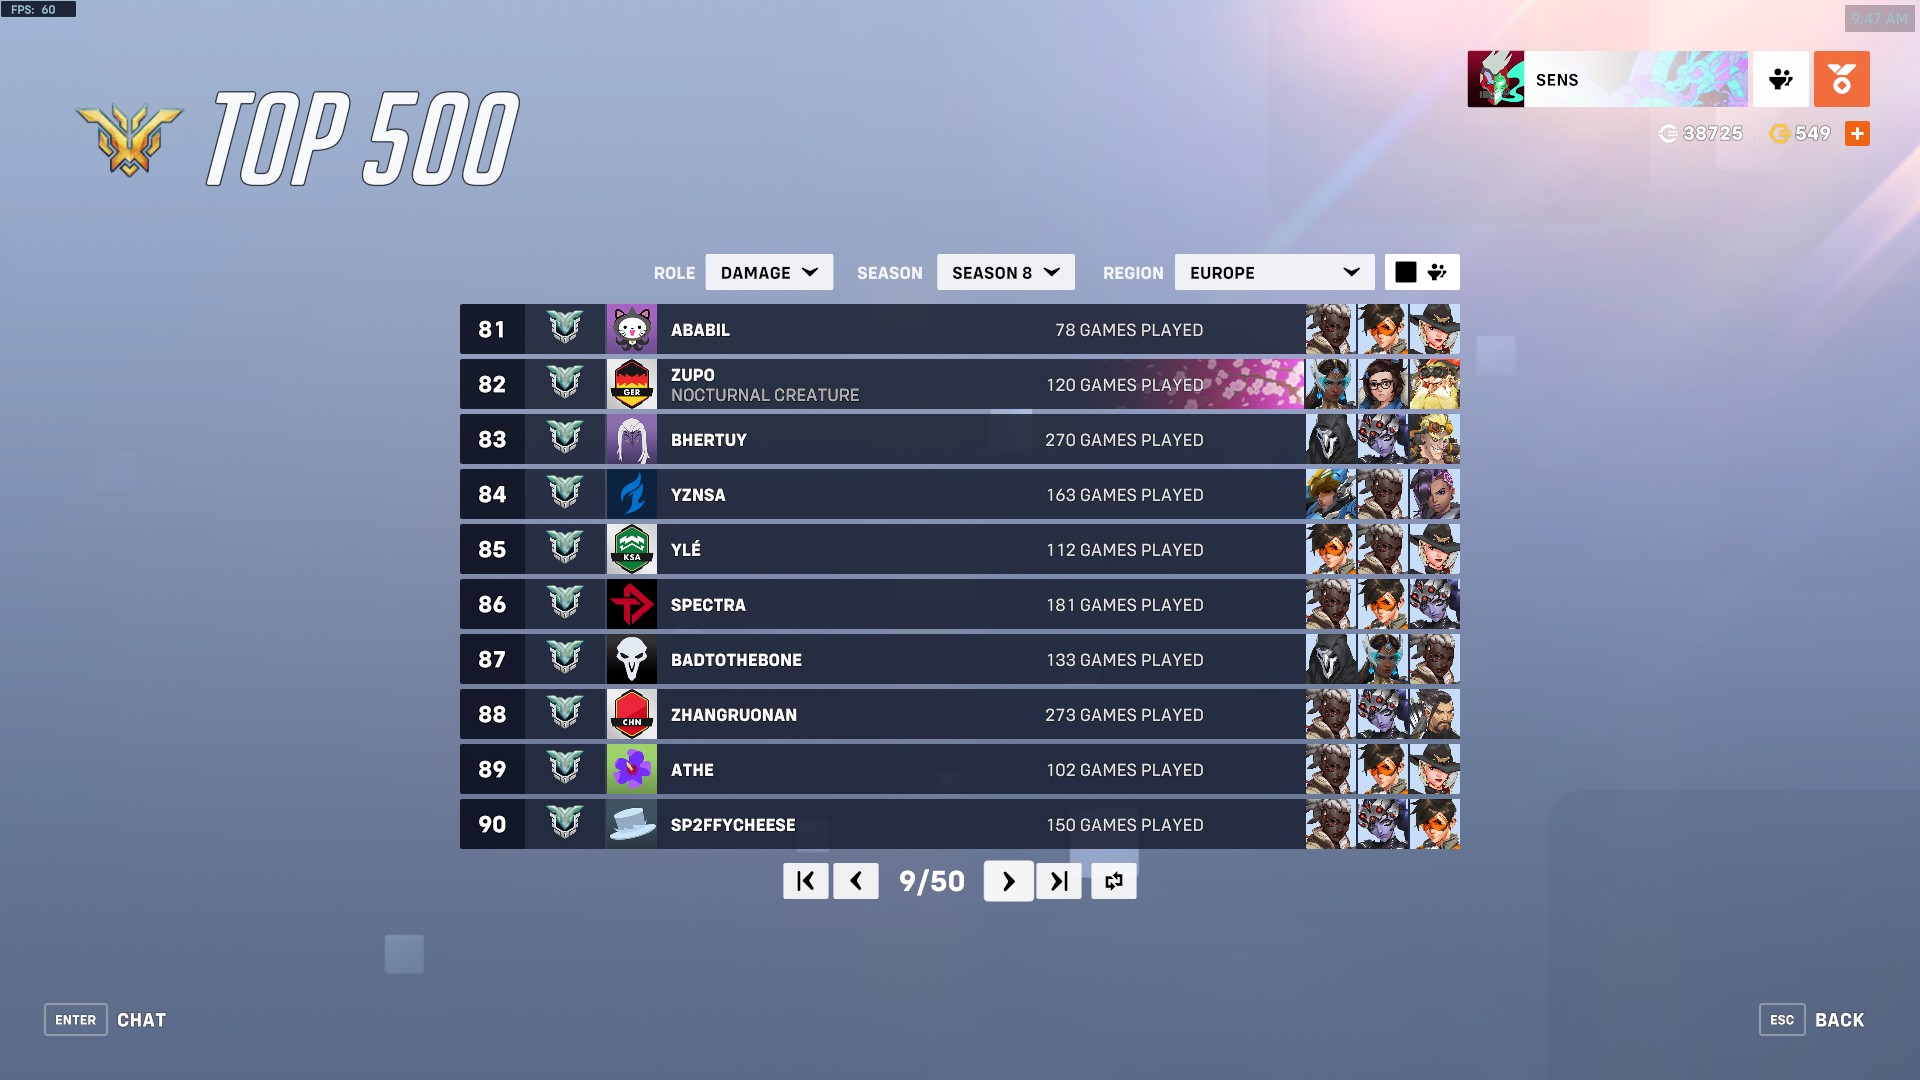 FPS: 60
9:47 AM
TOP 500
SENS
38725
549
ROLE DAMAGE SEASON SEASON 8 REGION EUROPE
81 ABABIL 78 GAMES PLAYED
82 GER ZUPO 120 GAMES PLAYED
NOCTURNAL CREATURE
83 BHERTUY 270 GAMES PLAYED
84 YZNSA 163 GAMES PLAYED
85 KSA YLÉ 112 GAMES PLAYED
86 SPECTRA 181 GAMES PLAYED
87 BADTOTHEBONE 133 GAMES PLAYED
88 CHN ZHANGRUONAN 273 GAMES PLAYED
89 ATHE 102 GAMES PLAYED
90 SP2FFYCHEESE 150 GAMES PLAYED
9/50
ENTER CHAT
ESC BACK